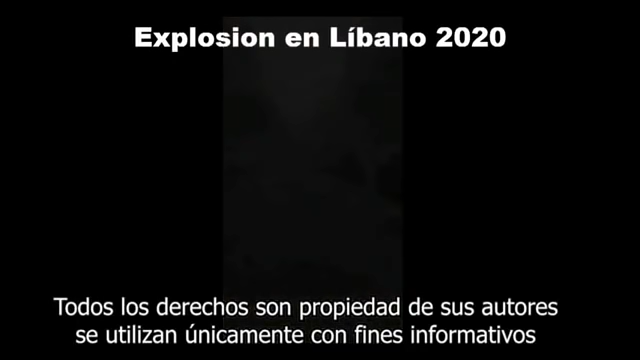 Explosion en Líbano 2020
Todos los derechos son propiedad de sus autores
se utilizan únicamente con fines informativos